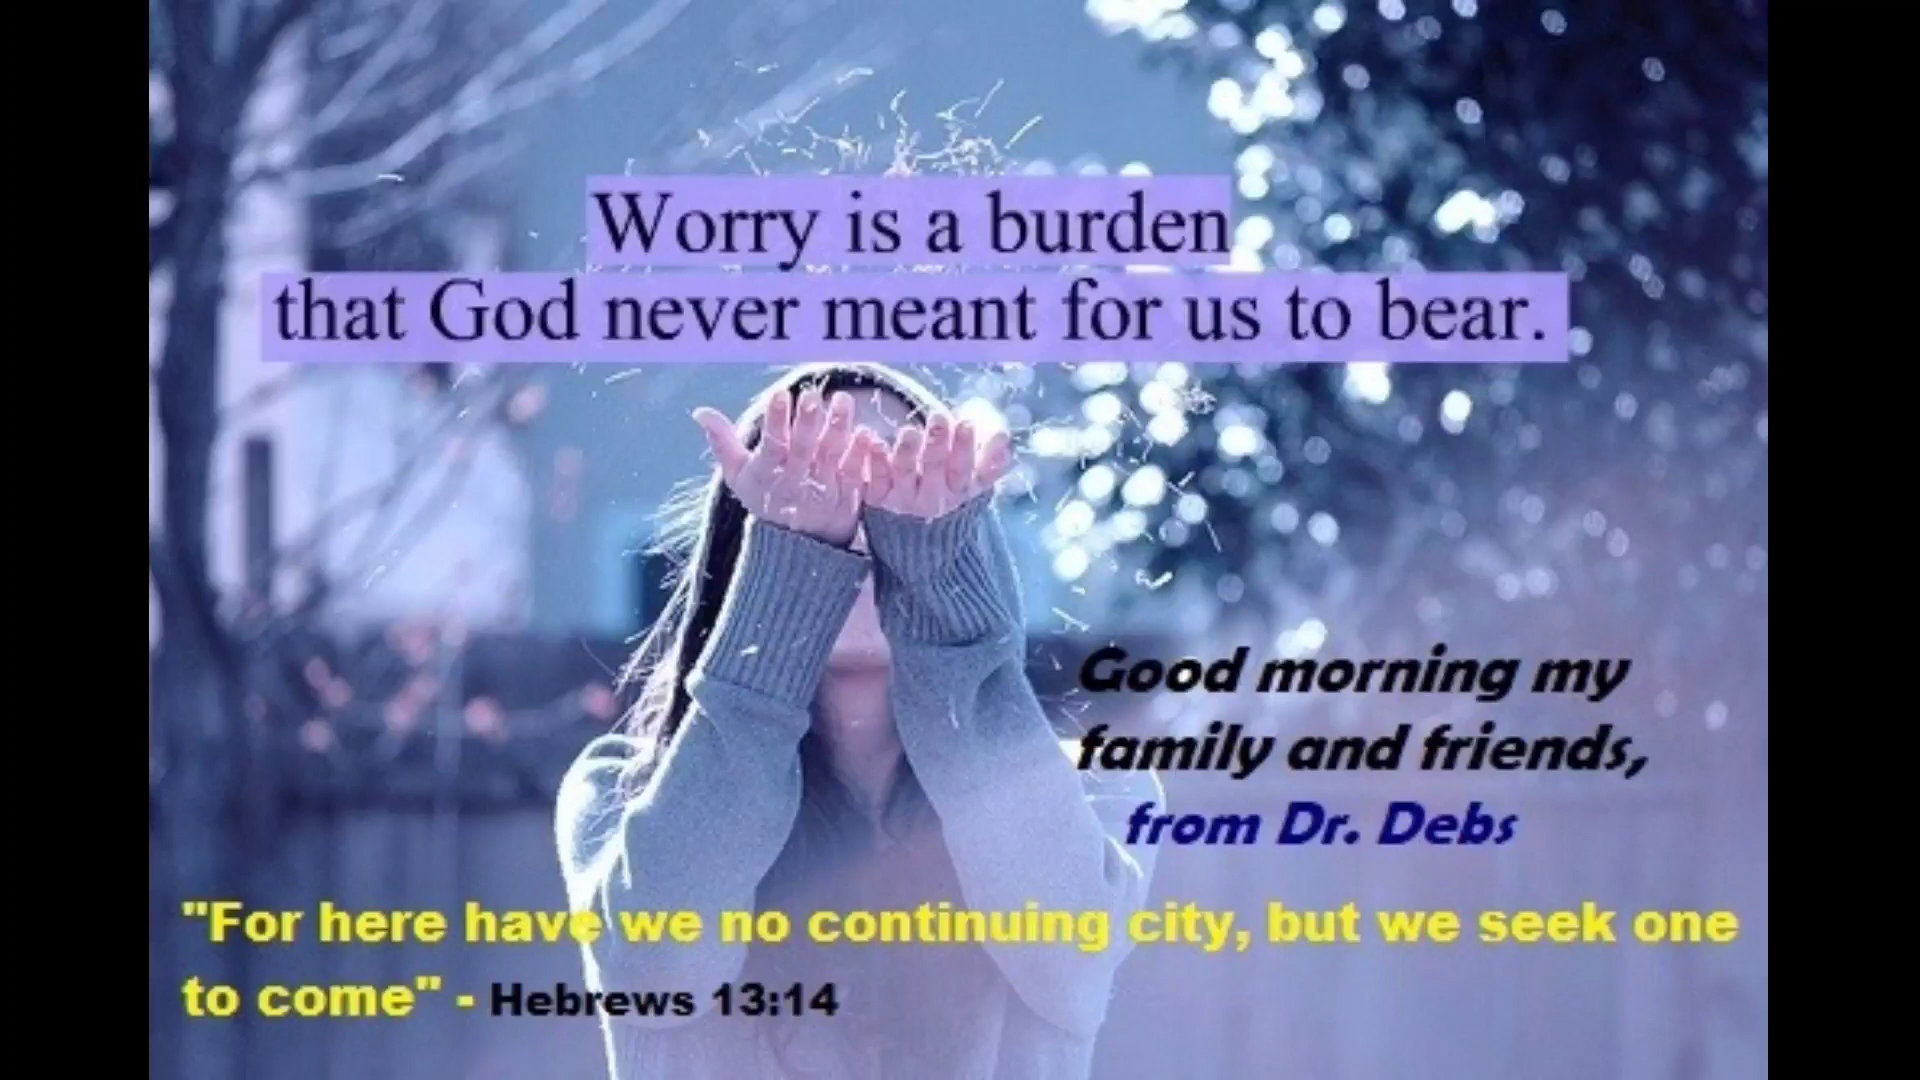 Worry is a burden
that God never meant for us to bear.
Good morning my
family and friends,
from Dr. Debs
"For here have we no continuing city, but we seek one
to come" - Hebrews 13:14